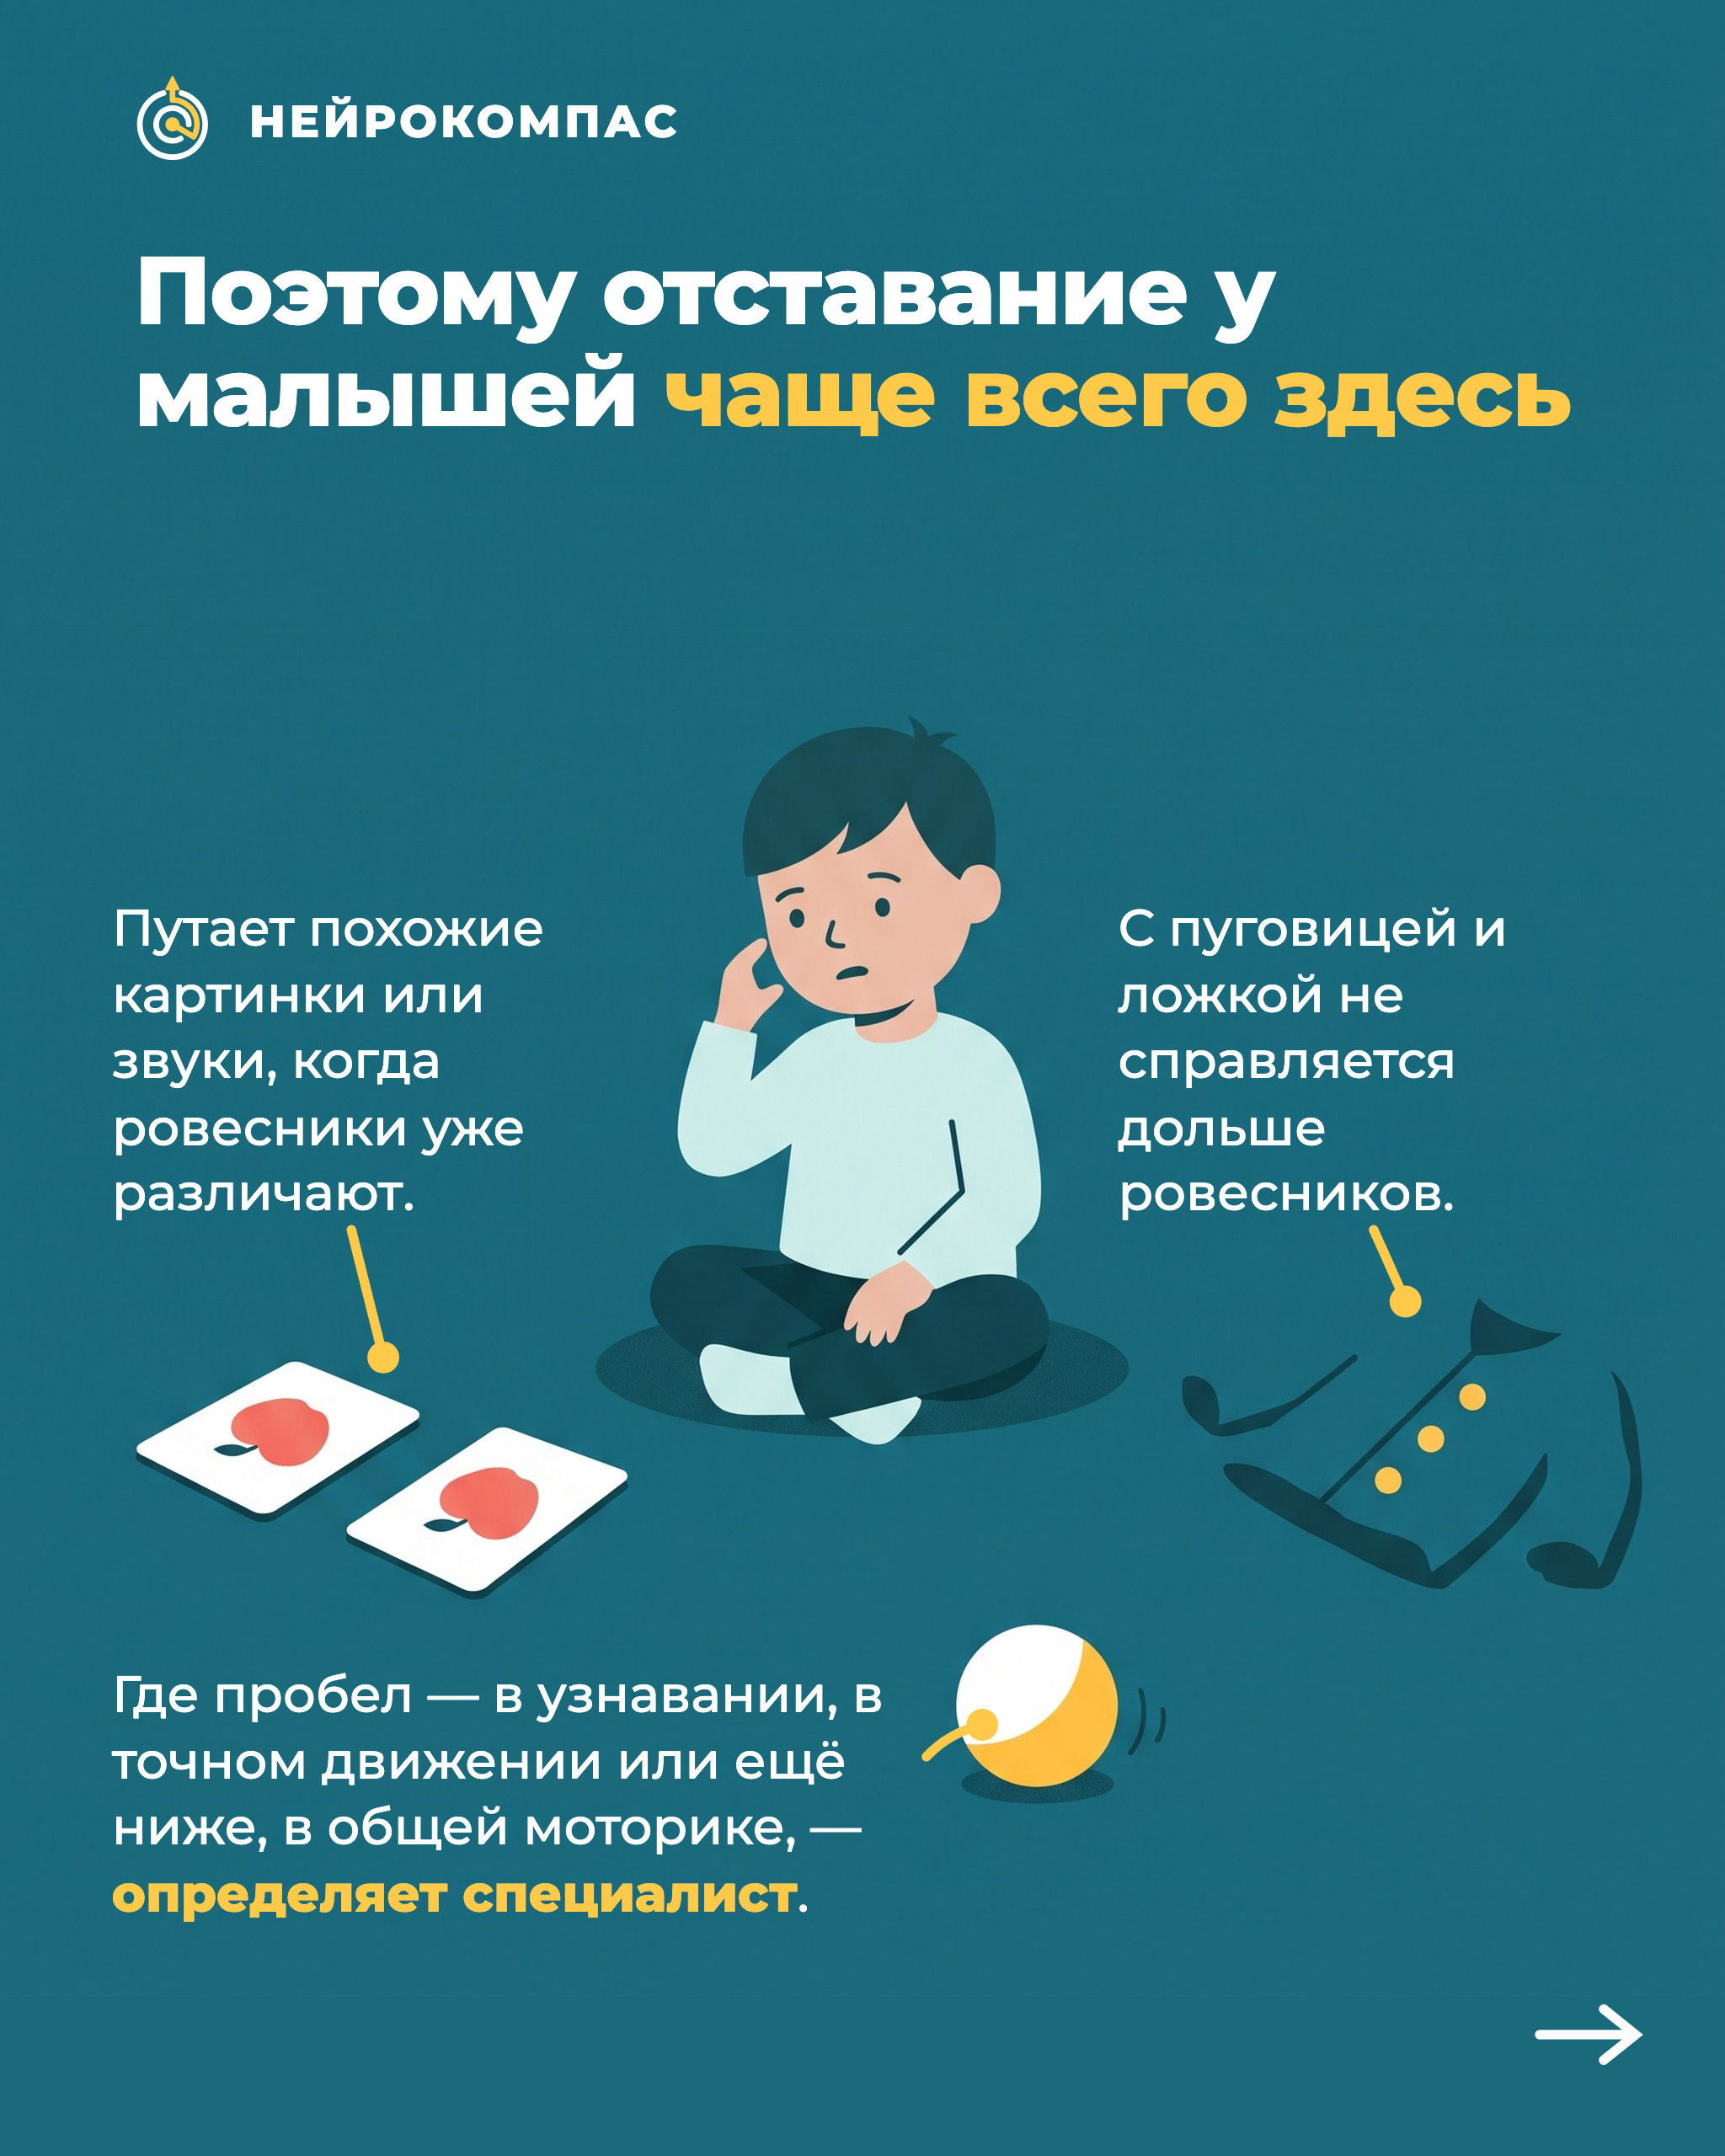 НЕЙРОКОМПАС
Поэтому отставание у
малышей чаще всего здесь
Путает похожие
картинки или
звуки, когда
ровесники уже
различают.
С пуговицей и
ложкой не
справляется
дольше
ровесников.
Где пробел — в узнавании, в
точном движении или ещё
ниже, в общей моторике, —
определяет специалист.